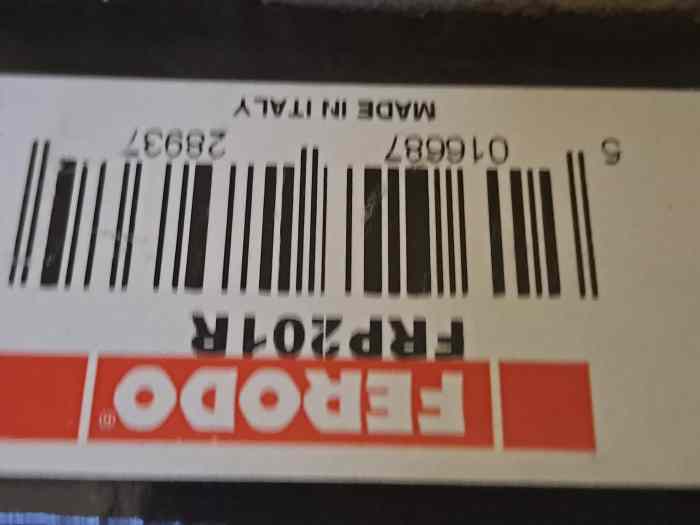 FERODO®
FRP201R
5 016687 28937
MADE IN ITALY